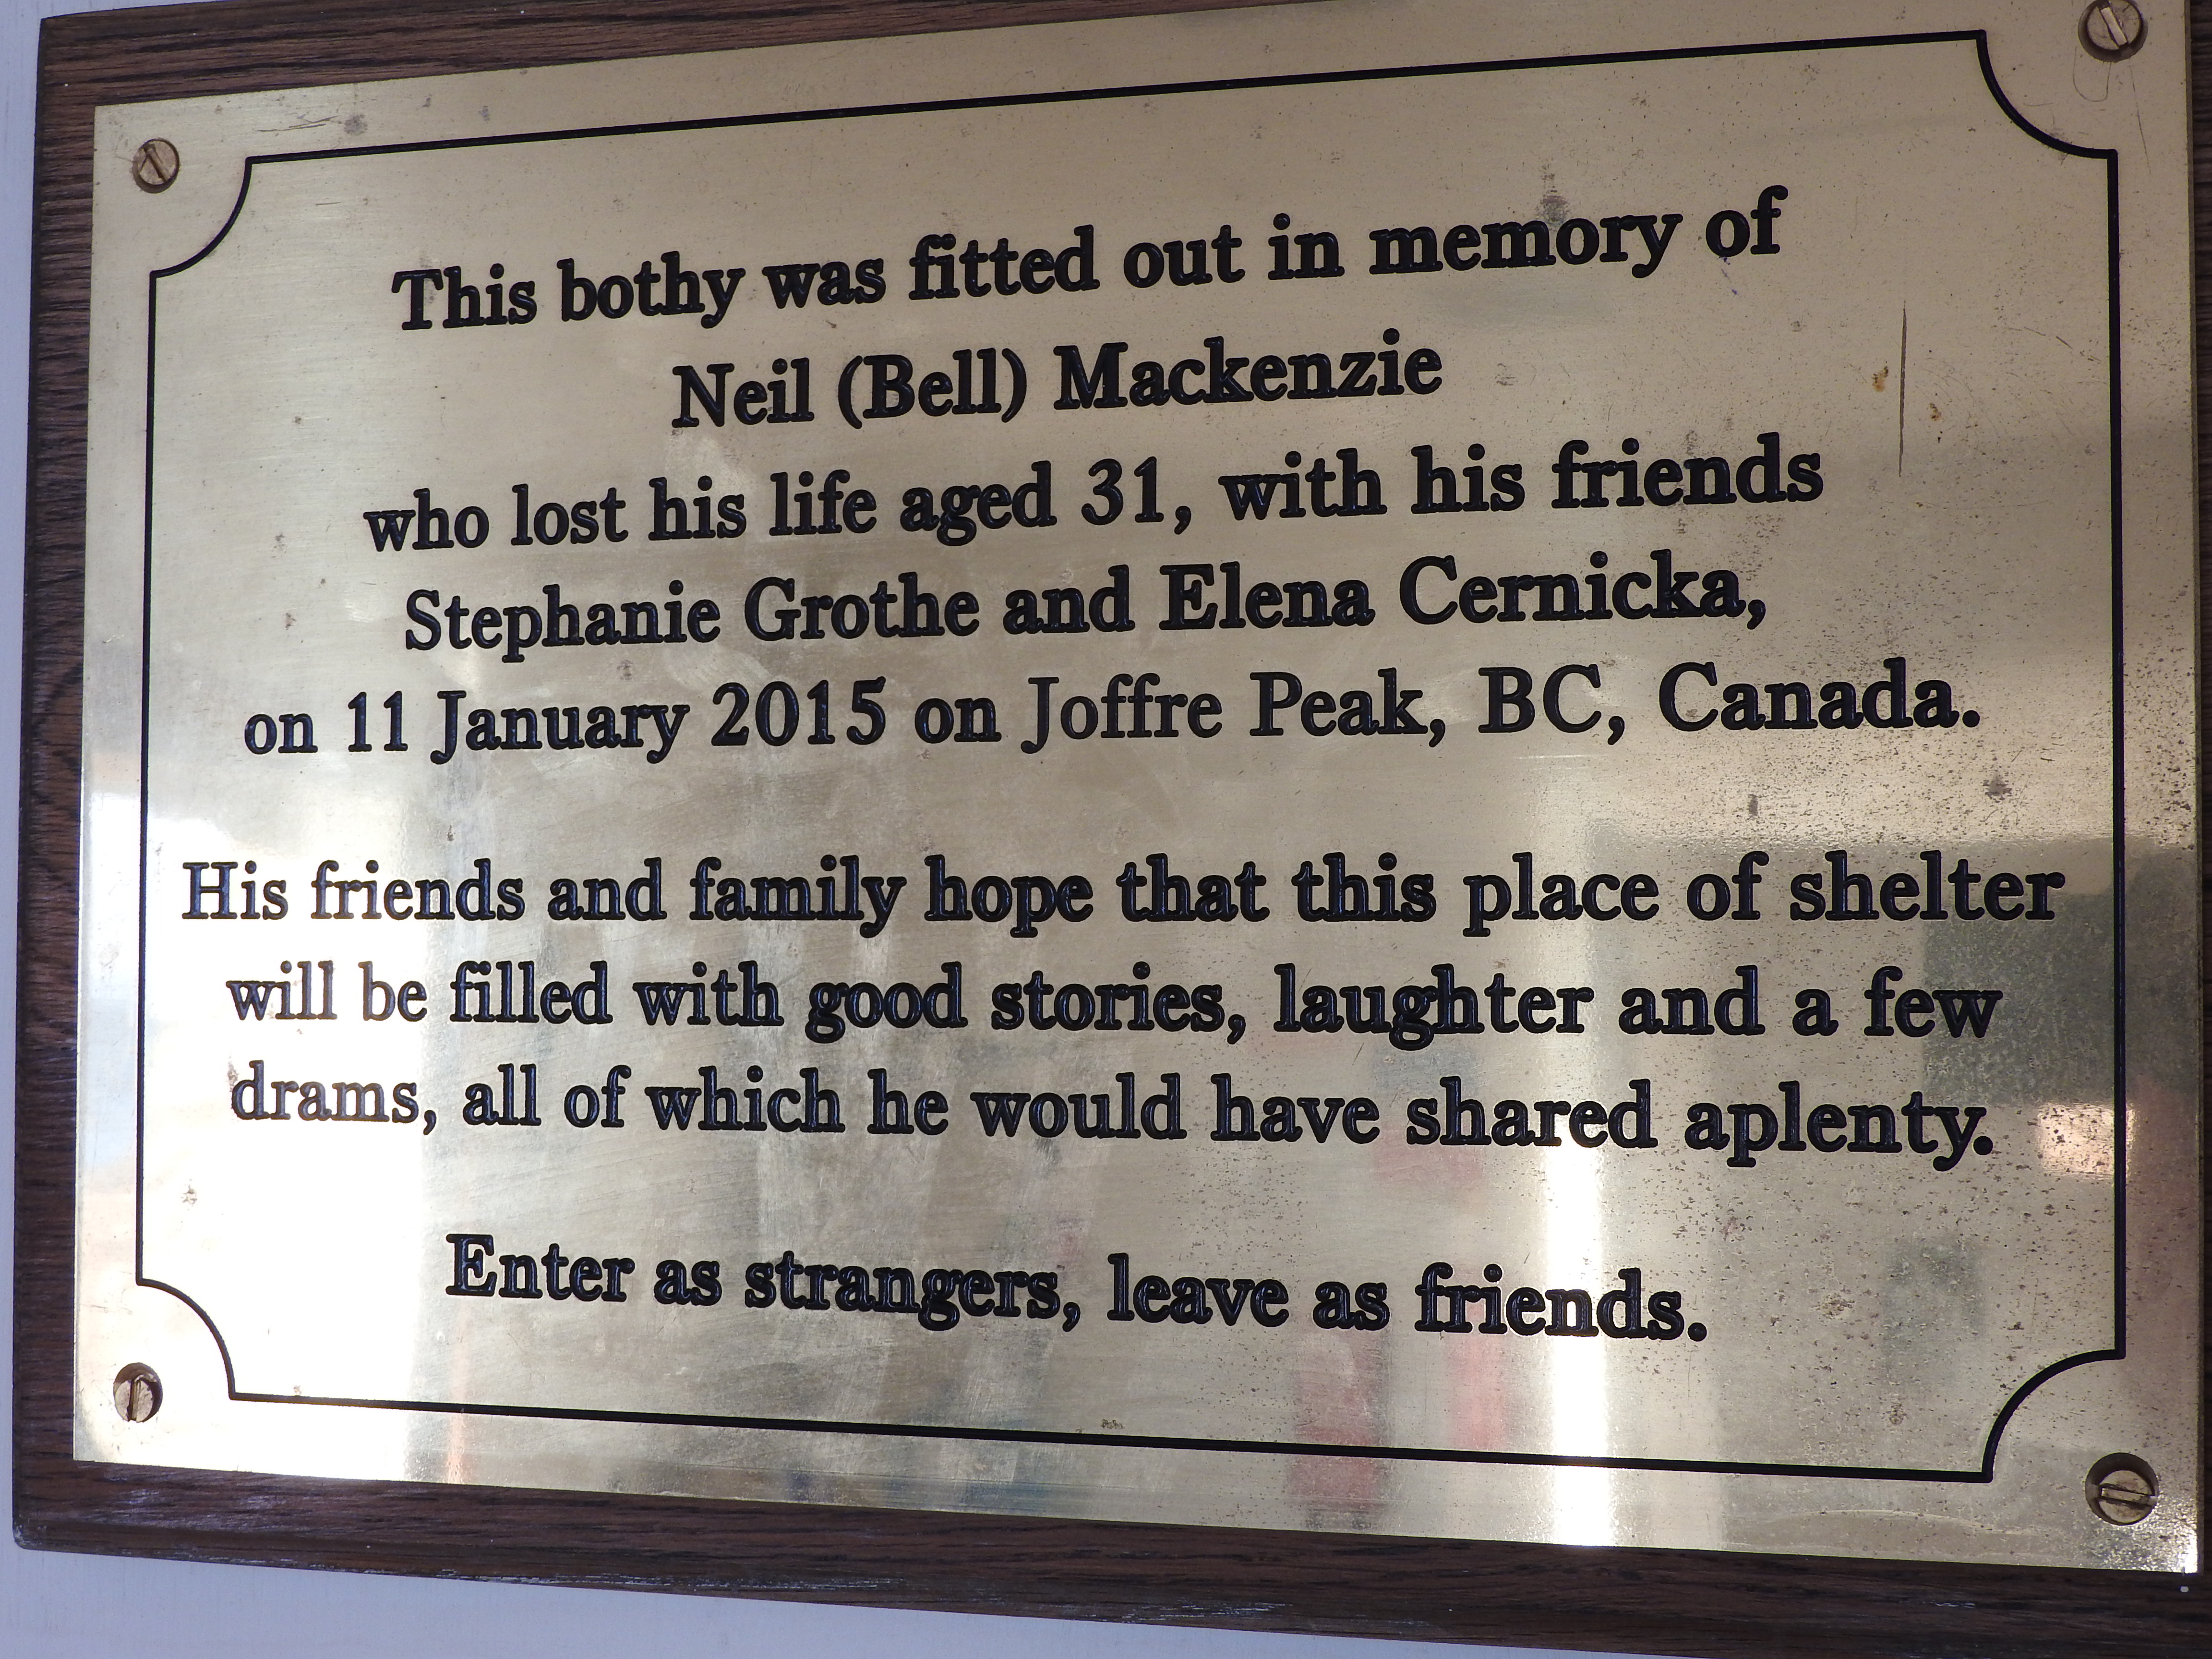 This bothy was fitted out in memory of
Neil (Bell) Mackenzie
who lost his life aged 31, with his friends
Stephanie Grothe and Elena Cernicka,
on 11 January 2015 on Joffre Peak, BC, Canada.
His friends and family hope that this place of shelter
will be filled with good stories, laughter and a few
drams, all of which he would have shared aplenty.
Enter as strangers, leave as friends.